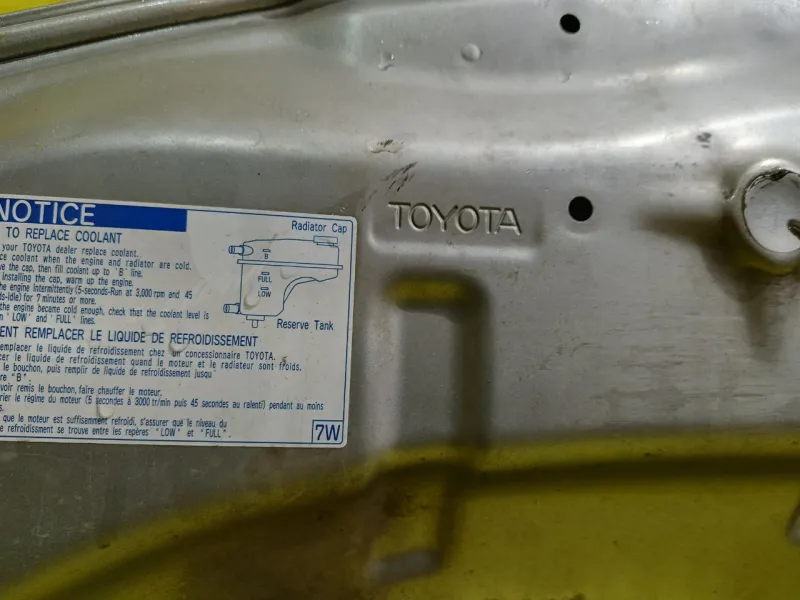 NOTICE
TO REPLACE COOLANT
your TOYOTA dealer replace coolant.
coolant when the engine and radiator are cold.
the cap, then fill coolant up to "B" line.
installing the cap, warm up the engine.
the engine intermittently (5-seconds-Run at 3,000 rpm and 45
-Idle) for 7 minutes or more.
the engine became cold enough, check that the coolant level is
"LOW" and "FULL" lines.
Radiator Cap
B
FULL
LOW
Reserve Tank
REMPLACER LE LIQUIDE DE REFROIDISSEMENT
remplacer le liquide de refroidissement chez un concessionnaire TOYOTA.
le liquide de refroidissement quand le moteur et le radiateur sont froids.
le bouchon, puis remplir de liquide de refroidissement jusqu'
"B".
avoir remis le bouchon, faire chauffer le moteur.
le régime du moteur (5 secondes à 3000 tr/min puis 45 secondes au ralenti) pendant au moins
que le moteur est suffisamment refroidi, s'assurer que le niveau du
refroidissement se trouve entre les repères "LOW" et "FULL".
7W
TOYOTA